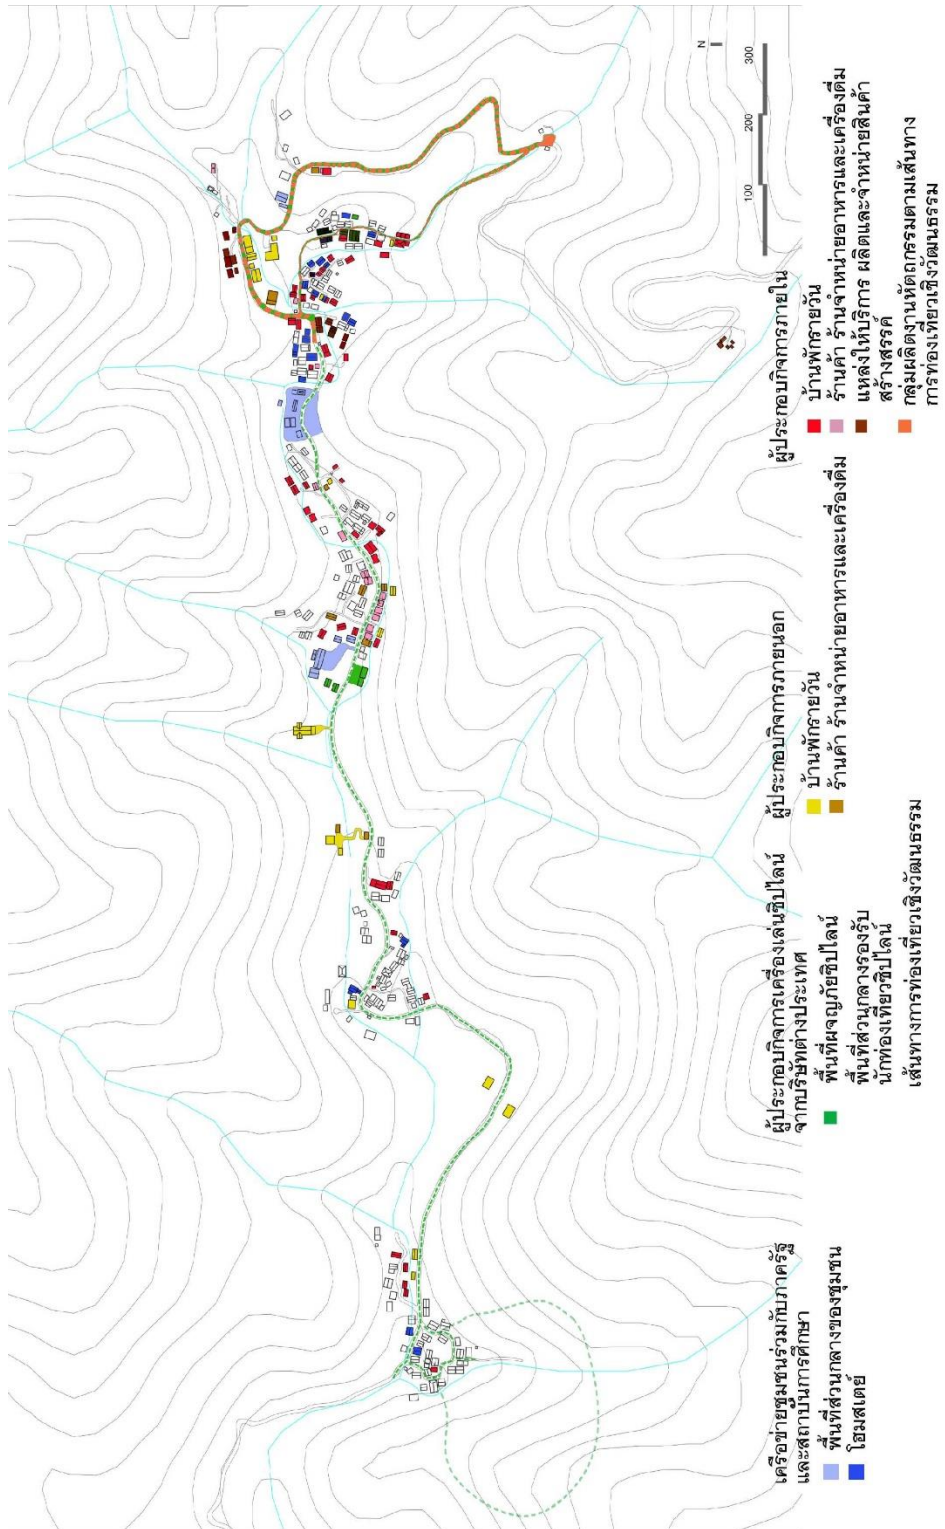 N
100 200 300
เครือข่ายชุมชนร่วมกับภาครัฐ
และสถาบันการศึกษา
พื้นที่ส่วนกลางของชุมชน
โฮมสเตย์
ผู้ประกอบกิจการเครื่องเล่นซิปไลน์
จากบริษัทต่างประเทศ
พื้นที่ผจญภัยซิปไลน์
พื้นที่ส่วนกลางรองรับ
นักท่องเที่ยวซิปไลน์
เส้นทางการท่องเที่ยวเชิงวัฒนธรรม
ผู้ประกอบกิจการภายนอก
บ้านพักรายวัน
ร้านค้า ร้านจำหน่ายอาหารและเครื่องดื่ม
ผู้ประกอบกิจการภายใน
บ้านพักรายวัน
ร้านค้า ร้านจำหน่ายอาหารและเครื่องดื่ม
แหล่งให้บริการ ผลิตและจำหน่ายสินค้า
สร้างสรรค์
กลุ่มผลิตงานหัตถกรรมตามเส้นทาง
การท่องเที่ยวเชิงวัฒนธรรม